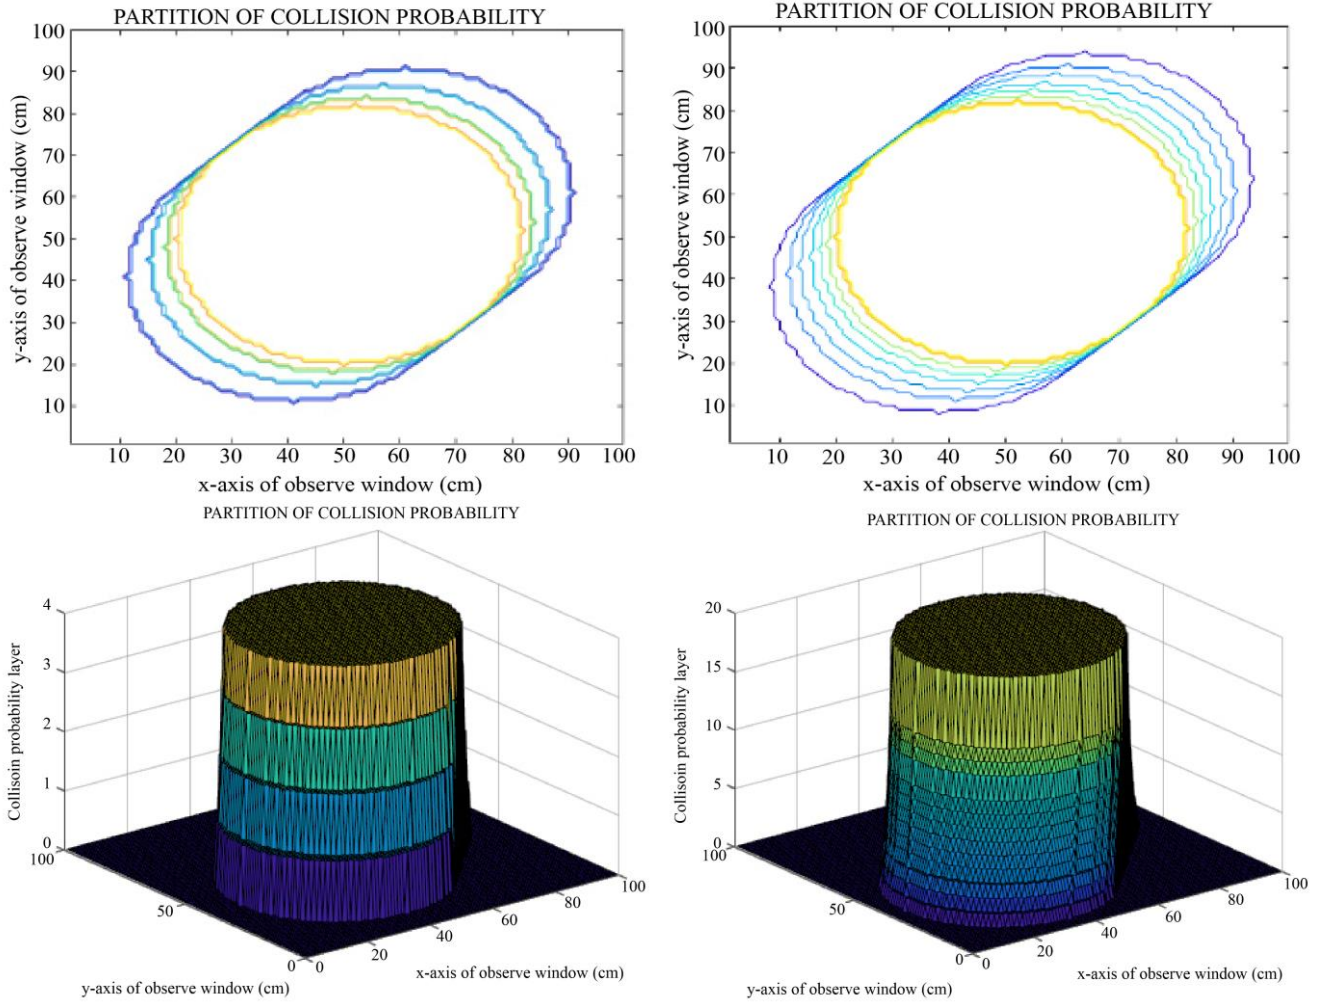 PARTITION OF COLLISION PROBABILITY
100
90
80
70
60
50
40
30
20
10
y-axis of observe window (cm)
10 20 30 40 50 60 70 80 90 100
x-axis of observe window (cm)
PARTITION OF COLLISION PROBABILITY
100
90
80
70
60
50
40
30
20
10
y-axis of observe window (cm)
10 20 30 40 50 60 70 80 90 100
x-axis of observe window (cm)
PARTITION OF COLLISION PROBABILITY
4
3
2
1
0
Collisoin probability layer
100
50
0
y-axis of observe window (cm)
0 20 40 60 80 100
x-axis of observe window (cm)
PARTITION OF COLLISION PROBABILITY
20
15
10
5
0
Collisoin probability layer
100
50
0
y-axis of observe window (cm)
0 20 40 60 80 100
x-axis of observe window (cm)